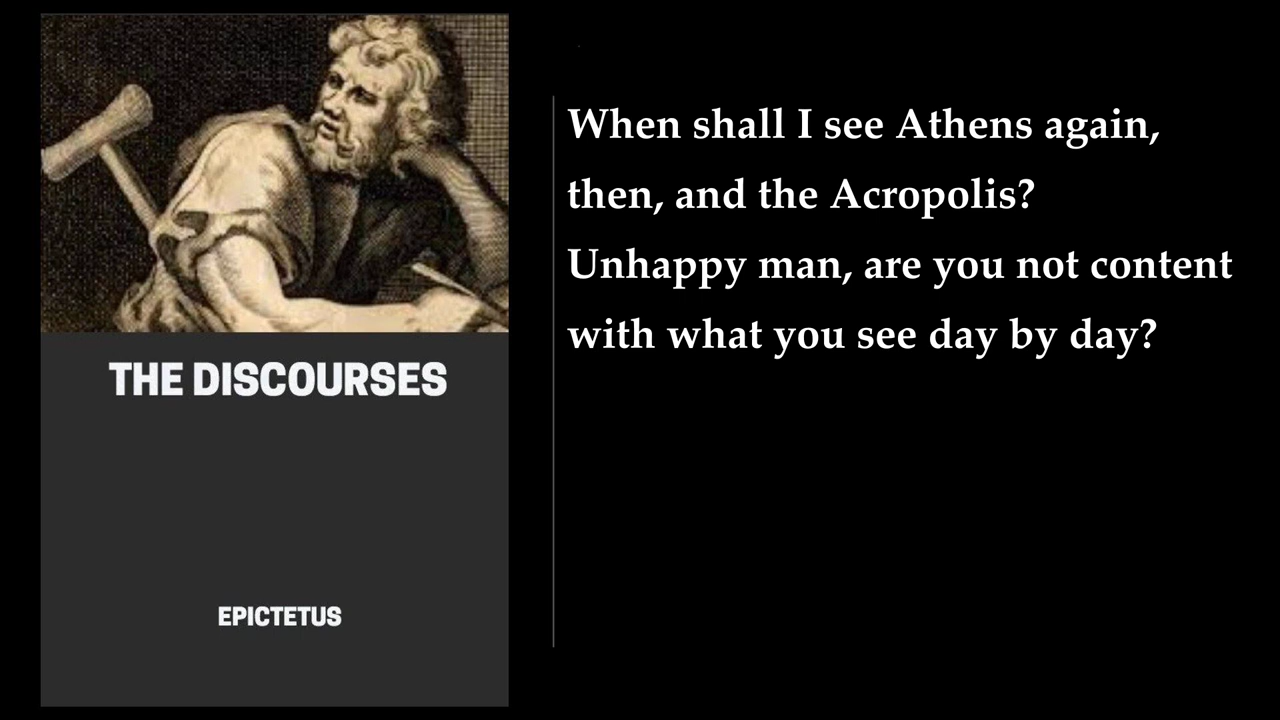 THE DISCOURSES
EPICTETUS
When shall I see Athens again,
then, and the Acropolis?
Unhappy man, are you not content
with what you see day by day?